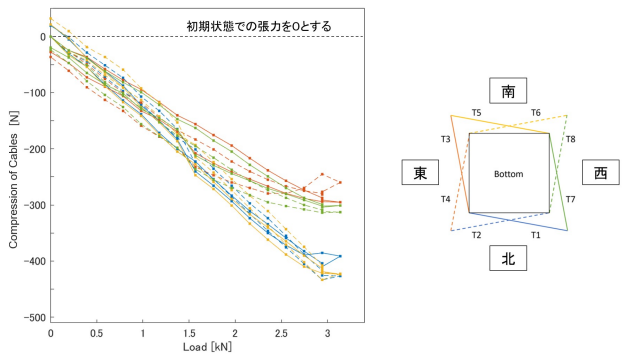 初期状態での張力を0とする
0
−100
−200
−300
−400
−500
Compression of Cables [N]
0
0.5
1
1.5
2
2.5
3
Load [kN]
南
T5
T6
T3
T8
東
Bottom
西
T4
T7
T2
T1
北